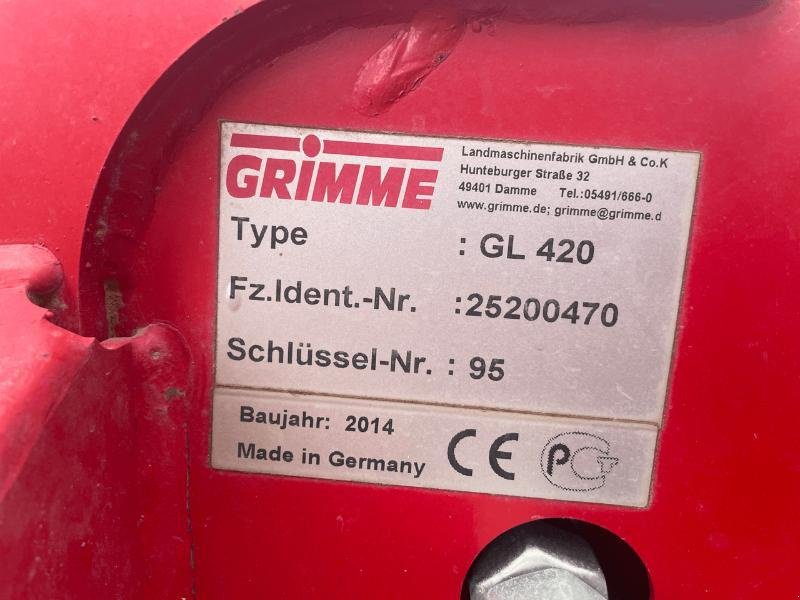 GRIMME
Landmaschinenfabrik GmbH & Co.K
Hunteburger Straße 32
49401 Damme Tel.:05491/666-0
www.grimme.de; grimme@grimme.d
Type : GL 420
Fz.Ident.-Nr. :25200470
Schlüssel-Nr. : 95
Baujahr: 2014
Made in Germany
CE PCT